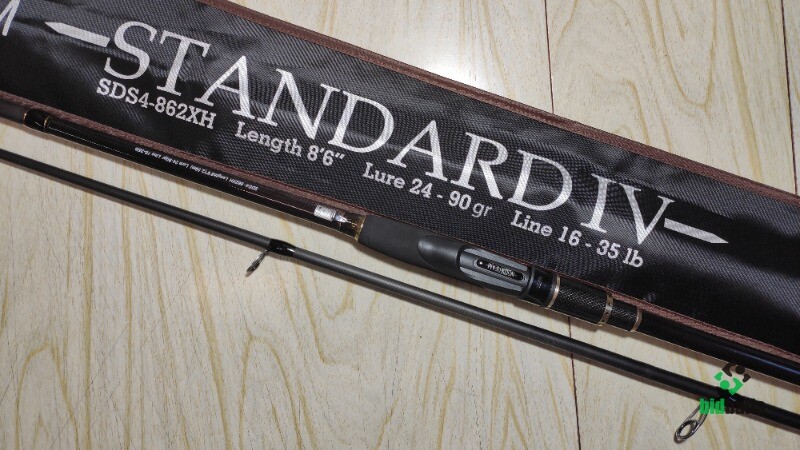 M
STANDARD IV
SDS4-862XH Length 8'6" Lure 24 - 90 gr Line 16 - 35 lb